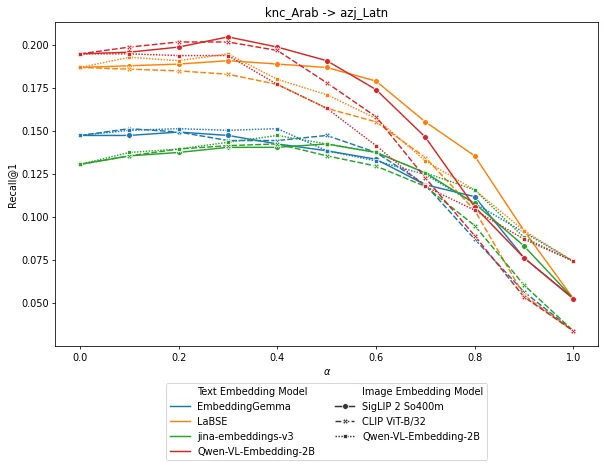 knc_Arab -> azj_Latn
Recall@1
0.200
0.175
0.150
0.125
0.100
0.075
0.050
0.0 0.2 0.4 0.6 0.8 1.0
α
Text Embedding Model Image Embedding Model
EmbeddingGemma SigLIP 2 So400m
LaBSE CLIP ViT-B/32
jina-embeddings-v3 Qwen-VL-Embedding-2B
Qwen-VL-Embedding-2B